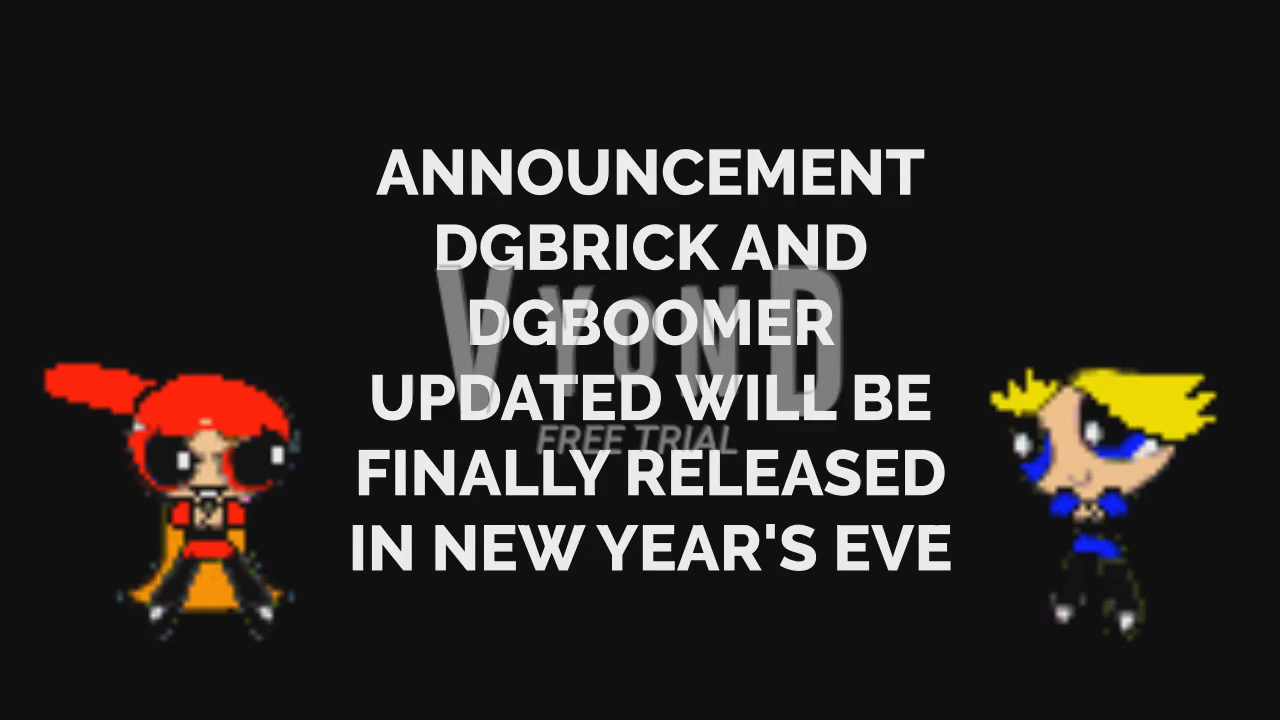 ANNOUNCEMENT
DGBRICK AND
DGBOOMER
VYOND
UPDATED WILL BE
FREE TRIAL
FINALLY RELEASED
IN NEW YEAR'S EVE